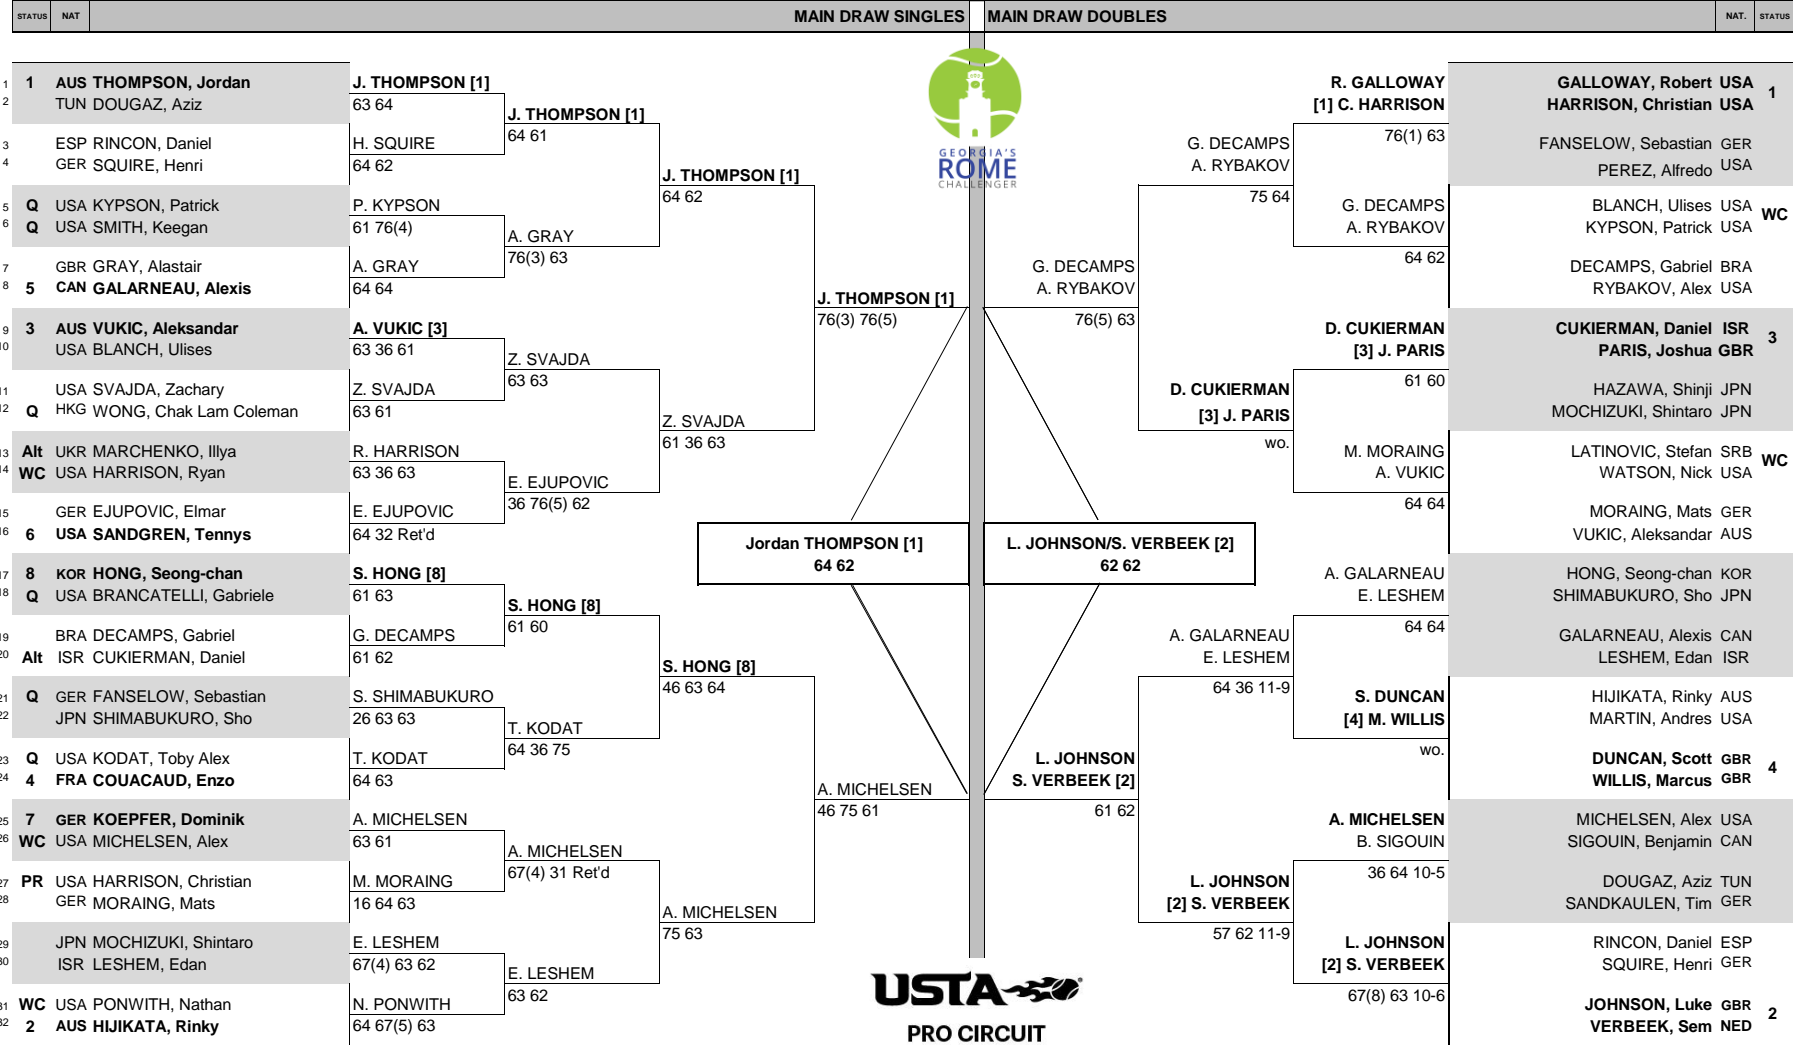 STATUS NAT MAIN DRAW SINGLES MAIN DRAW DOUBLES NAT. STATUS
1 1 AUS THOMPSON, Jordan
2 TUN DOUGAZ, Aziz
3 ESP RINCON, Daniel
4 GER SQUIRE, Henri
5 Q USA KYPSON, Patrick
6 Q USA SMITH, Keegan
7 GBR GRAY, Alastair
8 5 CAN GALARNEAU, Alexis
9 3 AUS VUKIC, Aleksandar
10 USA BLANCH, Ulises
11 USA SVAJDA, Zachary
12 Q HKG WONG, Chak Lam Coleman
13 Alt UKR MARCHENKO, Illya
14 WC USA HARRISON, Ryan
15 GER EJUPOVIC, Elmar
16 6 USA SANDGREN, Tennys
17 8 KOR HONG, Seong-chan
18 Q USA BRANCATELLI, Gabriele
19 BRA DECAMPS, Gabriel
20 Alt ISR CUKIERMAN, Daniel
21 Q GER FANSELOW, Sebastian
22 JPN SHIMABUKURO, Sho
23 Q USA KODAT, Toby Alex
24 4 FRA COUACAUD, Enzo
25 7 GER KOEPFER, Dominik
26 WC USA MICHELSEN, Alex
27 PR USA HARRISON, Christian
28 GER MORAING, Mats
29 JPN MOCHIZUKI, Shintaro
30 ISR LESHEM, Edan
31 WC USA PONWITH, Nathan
32 2 AUS HIJIKATA, Rinky
J. THOMPSON [1]
63 64
H. SQUIRE
64 62
P. KYPSON
61 76(4)
A. GRAY
64 64
A. VUKIC [3]
63 36 61
Z. SVAJDA
63 61
R. HARRISON
63 36 63
E. EJUPOVIC
64 32 Ret'd
S. HONG [8]
61 63
G. DECAMPS
61 62
S. SHIMABUKURO
26 63 63
T. KODAT
64 63
A. MICHELSEN
63 61
M. MORAING
16 64 63
E. LESHEM
67(4) 63 62
N. PONWITH
64 67(5) 63
J. THOMPSON [1]
64 61
A. GRAY
76(3) 63
Z. SVAJDA
63 63
E. EJUPOVIC
36 76(5) 62
S. HONG [8]
61 60
T. KODAT
64 36 75
A. MICHELSEN
67(4) 31 Ret'd
E. LESHEM
63 62
J. THOMPSON [1]
64 62
Z. SVAJDA
61 36 63
S. HONG [8]
46 63 64
A. MICHELSEN
75 63
J. THOMPSON [1]
76(3) 76(5)
A. MICHELSEN
46 75 61
Jordan THOMPSON [1]
64 62
GEORGIA'S
ROME
CHALLENGER
L. JOHNSON/S. VERBEEK [2]
62 62
G. DECAMPS
A. RYBAKOV
76(5) 63
L. JOHNSON
S. VERBEEK [2]
61 62
G. DECAMPS
A. RYBAKOV
75 64
D. CUKIERMAN
[3] J. PARIS
wo.
A. GALARNEAU
E. LESHEM
64 36 11-9
L. JOHNSON
[2] S. VERBEEK
57 62 11-9
R. GALLOWAY
[1] C. HARRISON
76(1) 63
G. DECAMPS
A. RYBAKOV
64 62
D. CUKIERMAN
[3] J. PARIS
61 60
M. MORAING
A. VUKIC
64 64
A. GALARNEAU
E. LESHEM
64 64
S. DUNCAN
[4] M. WILLIS
wo.
A. MICHELSEN
B. SIGOUIN
36 64 10-5
L. JOHNSON
[2] S. VERBEEK
67(8) 63 10-6
GALLOWAY, Robert USA
1
HARRISON, Christian USA
FANSELOW, Sebastian GER
PEREZ, Alfredo USA
BLANCH, Ulises USA
WC
KYPSON, Patrick USA
DECAMPS, Gabriel BRA
RYBAKOV, Alex USA
CUKIERMAN, Daniel ISR
3
PARIS, Joshua GBR
HAZAWA, Shinji JPN
MOCHIZUKI, Shintaro JPN
LATINOVIC, Stefan SRB
WC
WATSON, Nick USA
MORAING, Mats GER
VUKIC, Aleksandar AUS
HONG, Seong-chan KOR
SHIMABUKURO, Sho JPN
GALARNEAU, Alexis CAN
LESHEM, Edan ISR
HIJIKATA, Rinky AUS
MARTIN, Andres USA
DUNCAN, Scott GBR
4
WILLIS, Marcus GBR
MICHELSEN, Alex USA
SIGOUIN, Benjamin CAN
DOUGAZ, Aziz TUN
SANDKAULEN, Tim GER
RINCON, Daniel ESP
SQUIRE, Henri GER
JOHNSON, Luke GBR
2
VERBEEK, Sem NED
USTA
PRO CIRCUIT